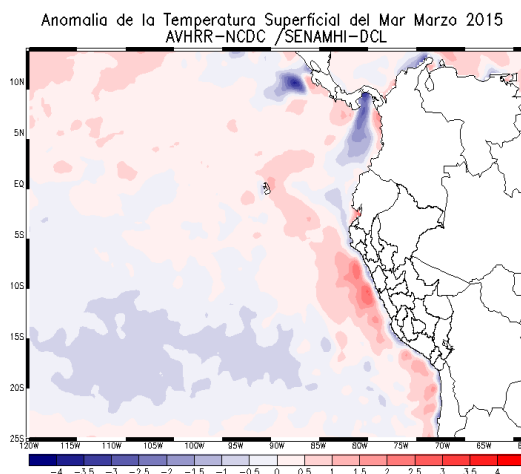 Anomalia de la Temperatura Superficial del Mar Marzo 2015
AVHRR-NCDC /SENAMHI-DCL
10N
5N
EQ
5S
10S
15S
20S
25S
120W 115W 110W 105W 100W 95W 90W 85W 80W 75W 70W 65W
-4 -3.5 -3 -2.5 -2 -1.5 -1 -0.5 0 0.5 1 1.5 2 2.5 3 3.5 4